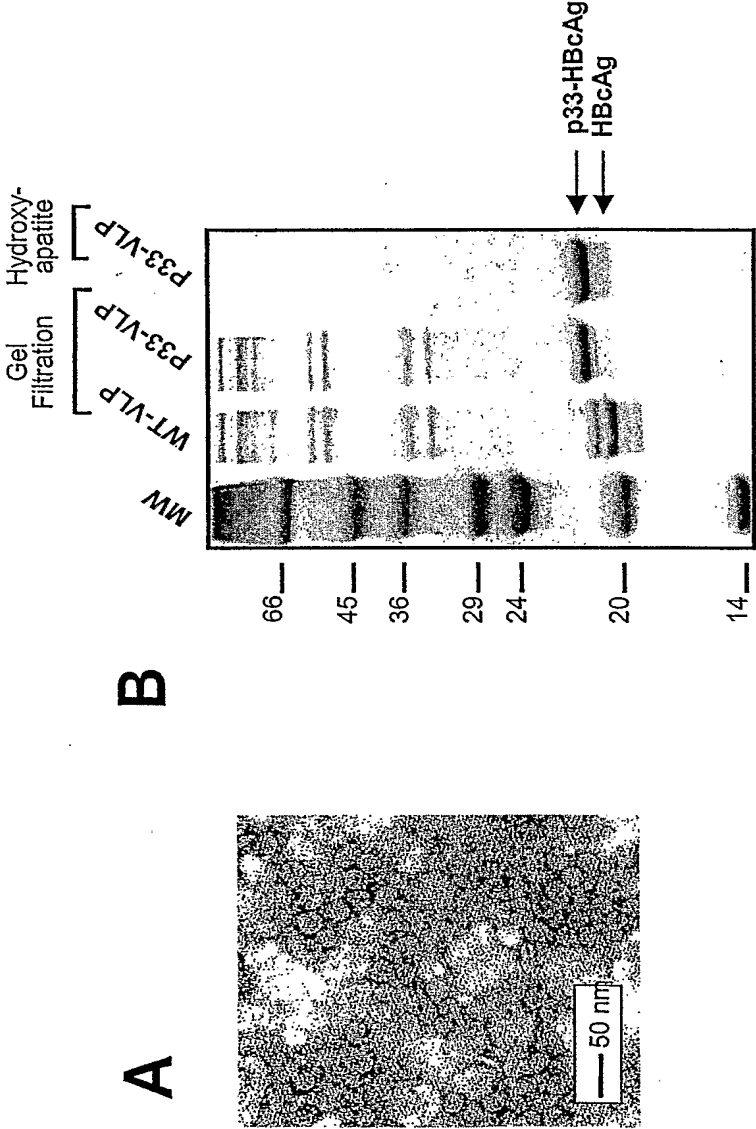 A
50 nm
B
Gel
Filtration
Hydroxy-
apatite
MW
WT-VLP
P33-VLP
P33-VLP
66
45
36
29
24
20
14
p33-HBcAg
HBcAg